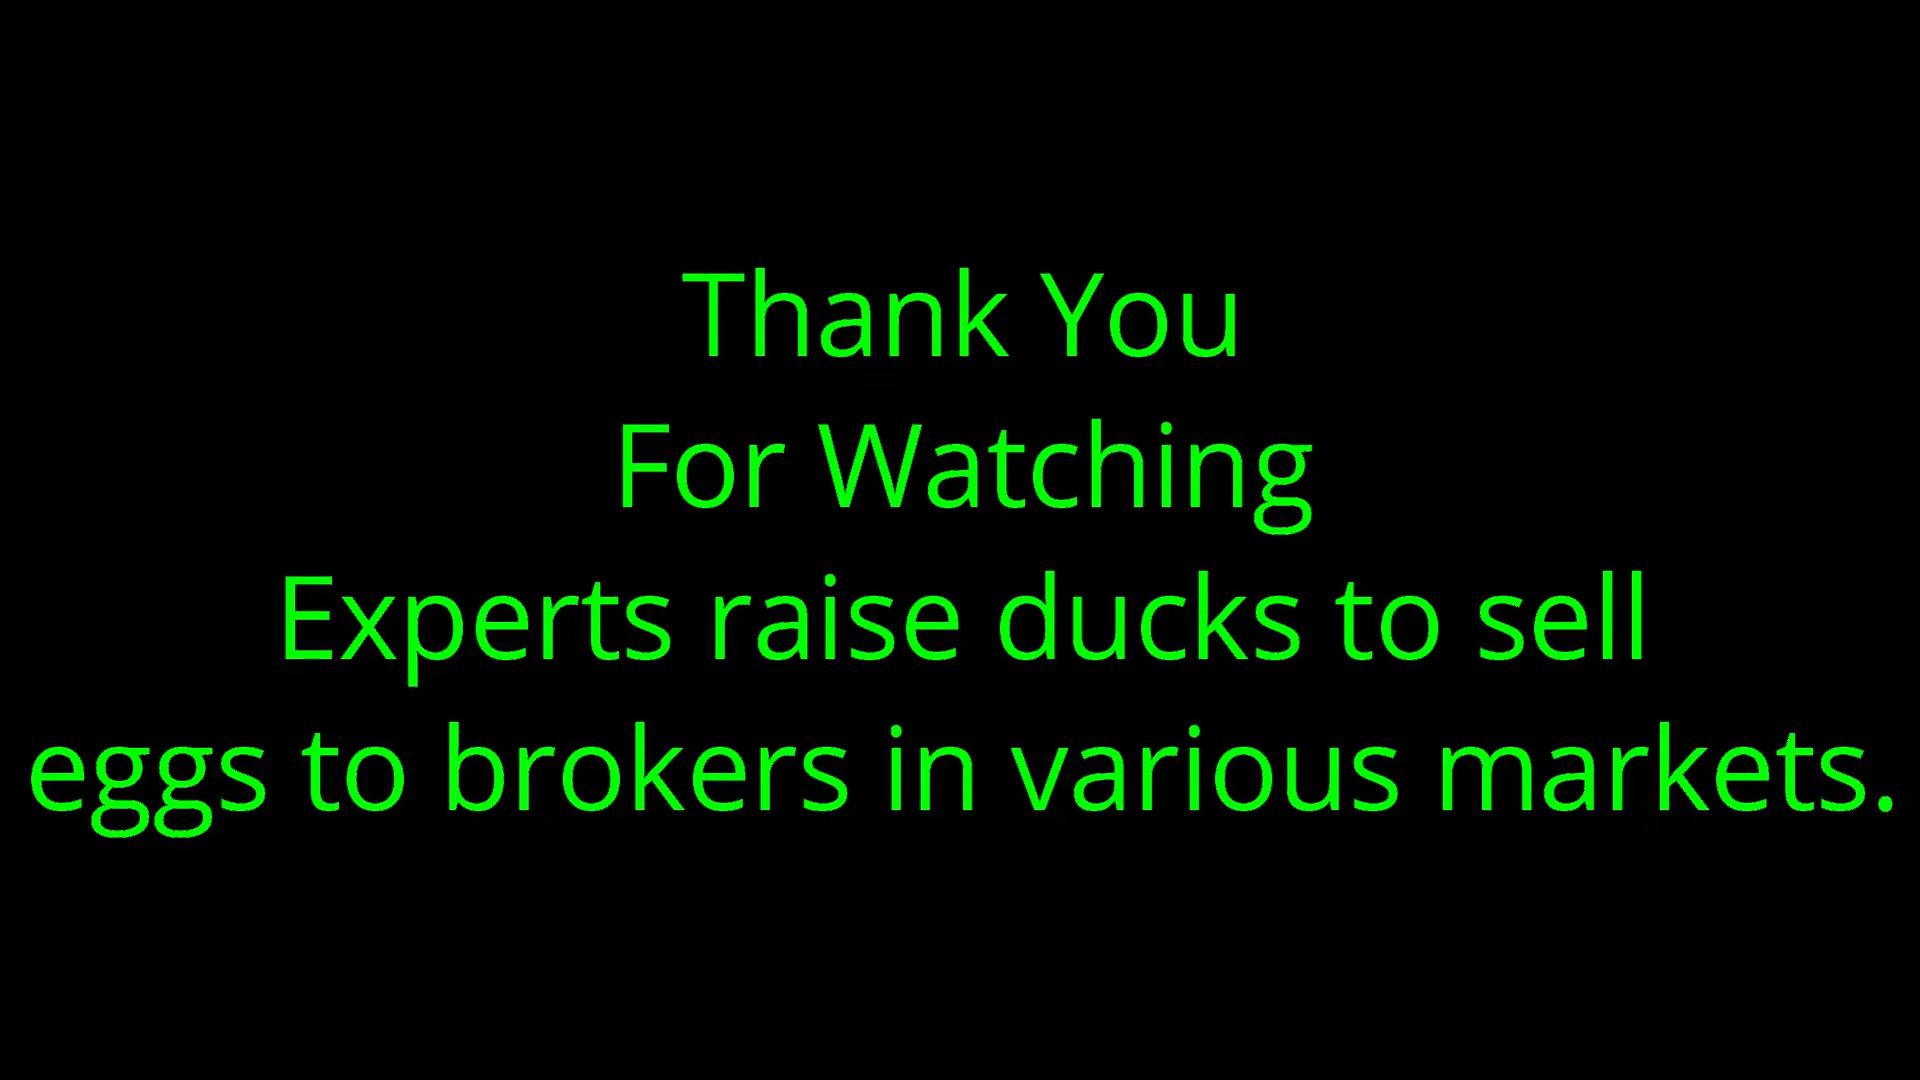 Thank You
For Watching
Experts raise ducks to sell
eggs to brokers in various markets.